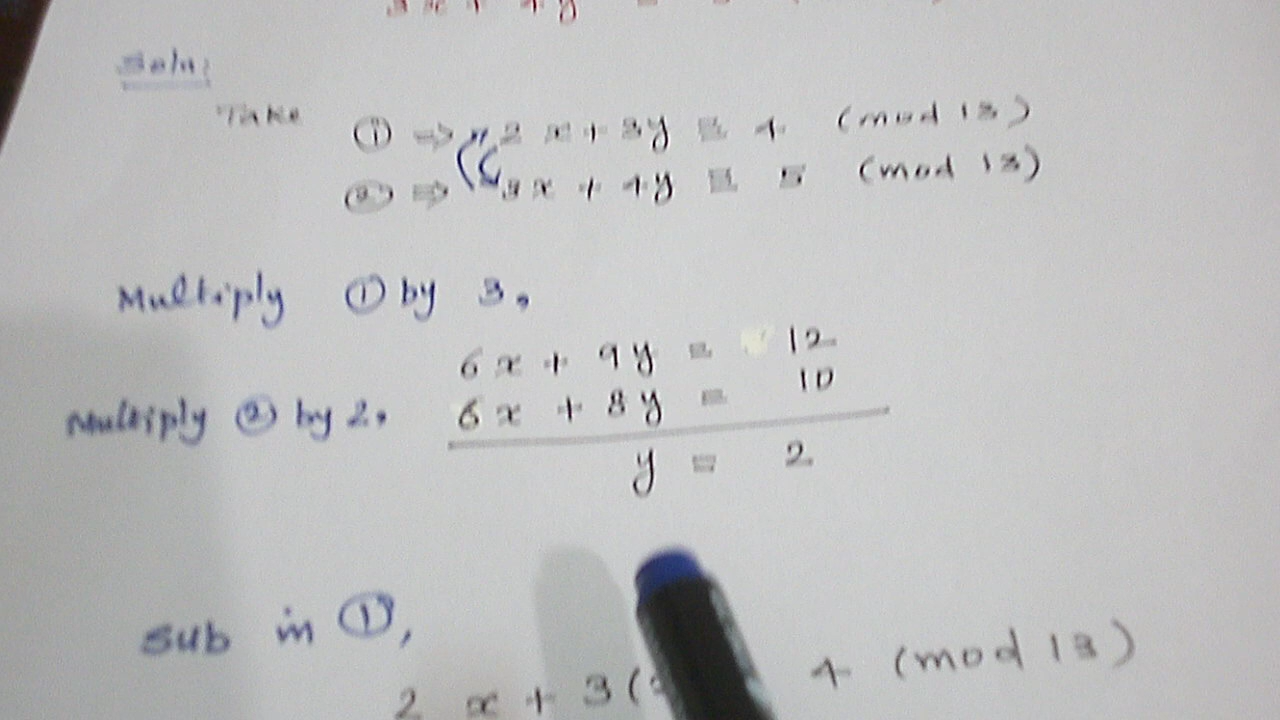 Soln:
Take ① ⇒ 2x + 3y ≡ 4 (mod 13)
② ⇒ 3x + 4y ≡ 5 (mod 13)
Multiply ① by 3,
6x + 9y = 12
Multiply ② by 2, 6x + 8y = 10
y = 2
Sub in ①,
2x + 3( 4 (mod 13)